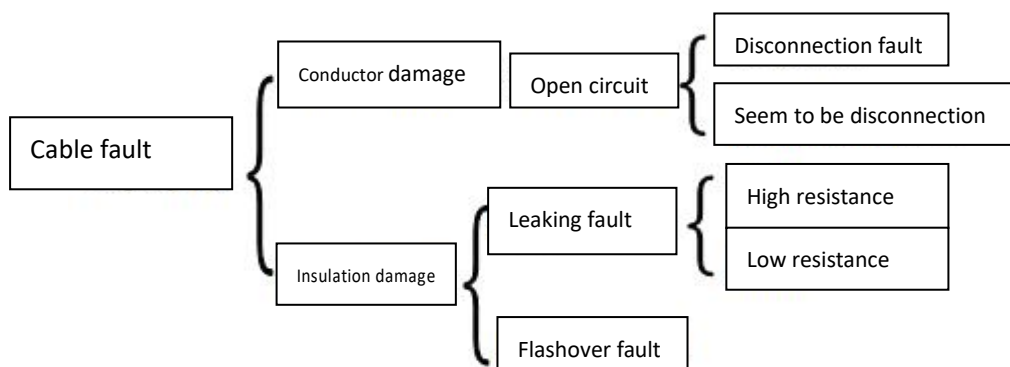 Cable fault
Conductor damage
Open circuit
Disconnection fault
Seem to be disconnection
Insulation damage
Leaking fault
High resistance
Low resistance
Flashover fault